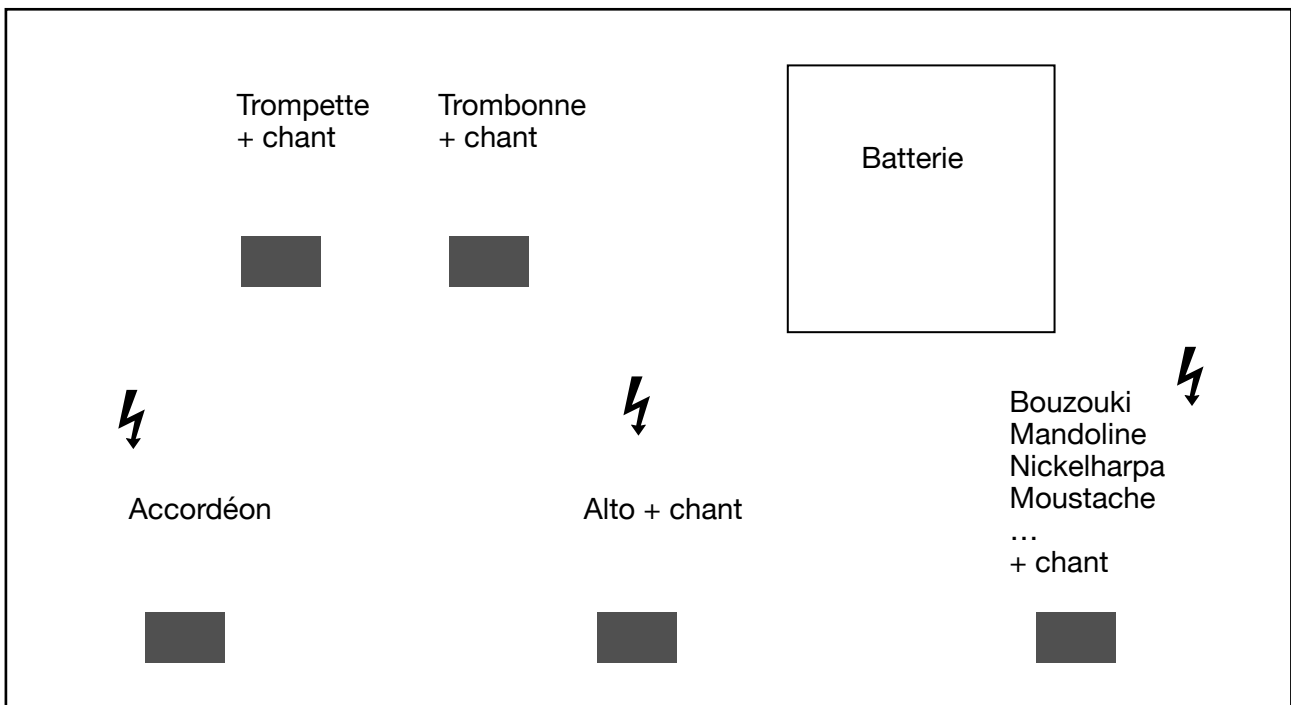 Trompette
+ chant
Trombonne
+ chant
Batterie
Bouzouki
Mandoline
Nickelharpa
Moustache
…
+ chant
Accordéon
Alto + chant